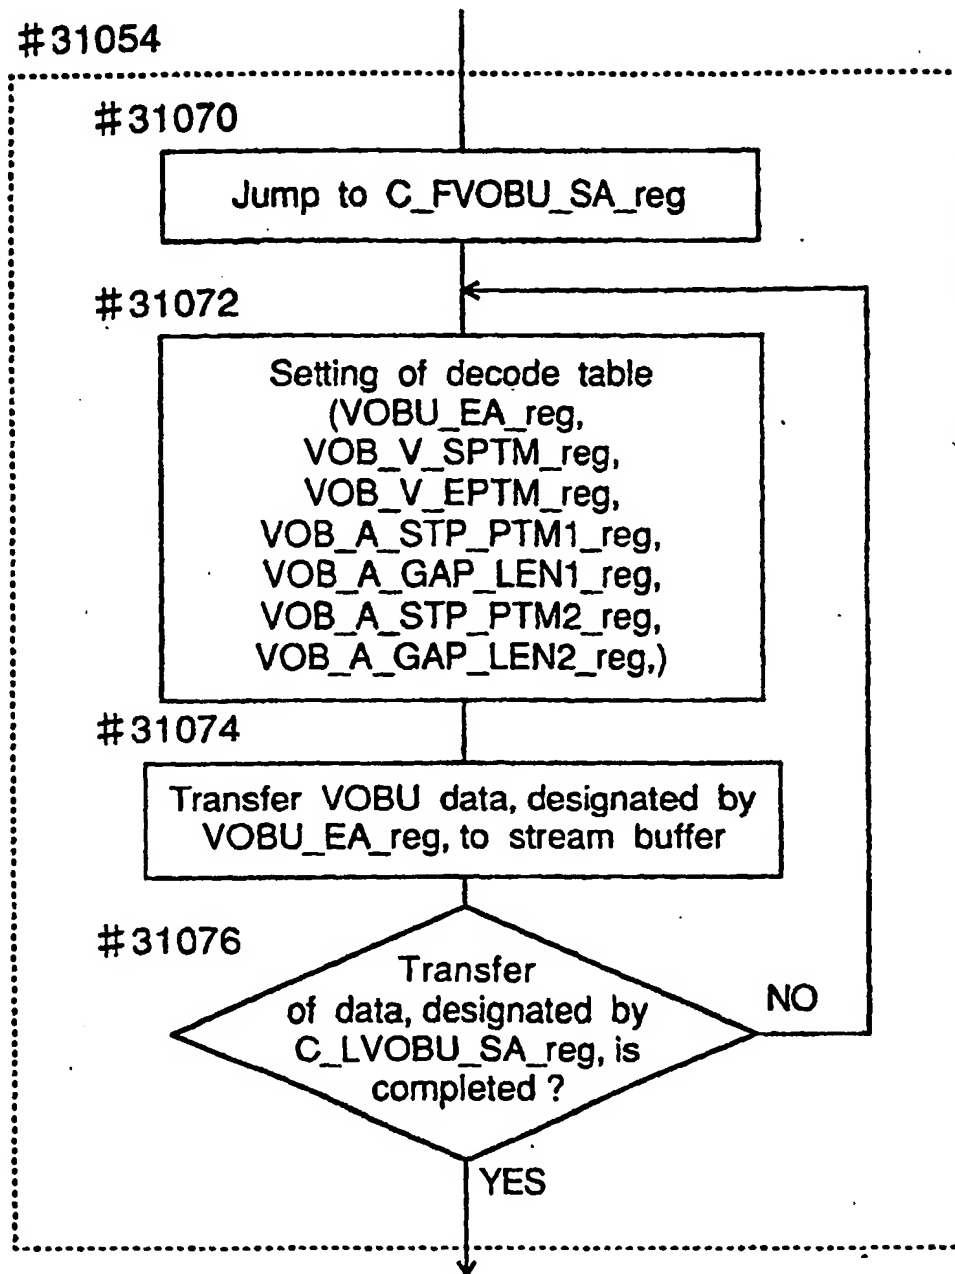 #31054
#31070
Jump to C_FVOBU_SA_reg
#31072
Setting of decode table
(VOBU_EA_reg,
VOB_V_SPTM_reg,
VOB_V_EPTM_reg,
VOB_A_STP_PTM1_reg,
VOB_A_GAP_LEN1_reg,
VOB_A_STP_PTM2_reg,
VOB_A_GAP_LEN2_reg,)
#31074
Transfer VOBU data, designated by
VOBU_EA_reg, to stream buffer
#31076
Transfer
of data, designated by
C_LVOBU_SA_reg, is
completed ?
NO
YES